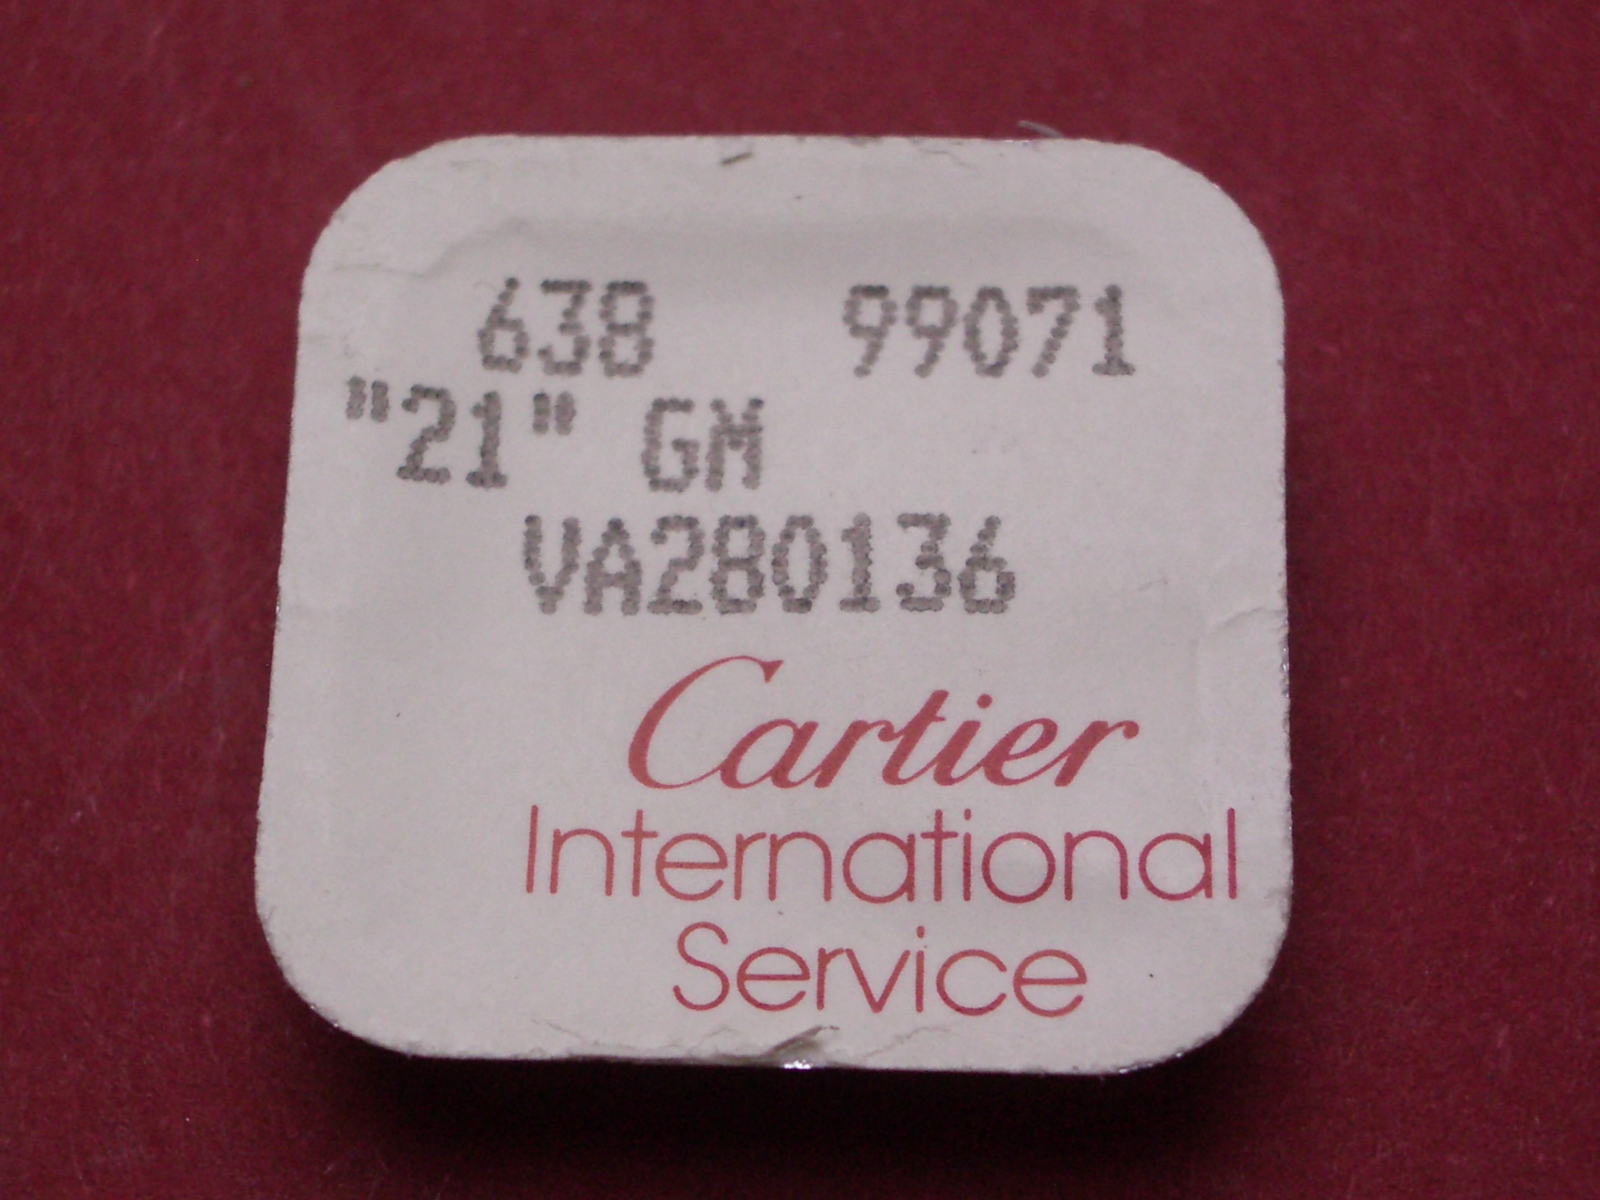 638 99071
"21" GM
VA280136
Cartier
International
Service